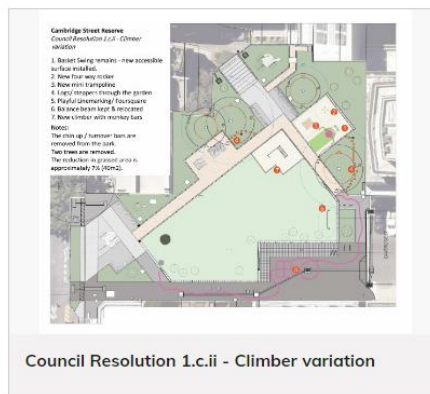 Cambridge Street Reserve
Council Resolution 1.c.ii - Climber
variation
1. Basket Swing remains - new accessible
surface installed.
2. New four way rocker
3. New mini trampoline
4. Logs/ steppers through the garden
5. Playful Linemarking/ foursquare
6. Balance beam kept & relocated
7. New climber with monkey bars
Notes:
The chin up / turnover bars are
removed from the park.
Two trees are removed.
The reduction in grassed area is
approximately 7% (40m2).
Council Resolution 1.c.ii - Climber variation